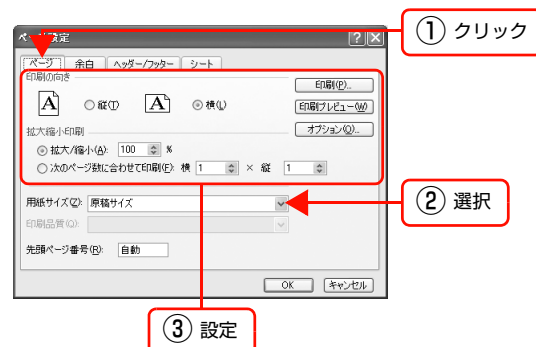 ページ設定
① クリック
ページ 余白 ヘッダー/フッター シート
印刷の向き
A 縦(T) A 横(L)
印刷(P)...
印刷プレビュー(W)
オプション(O)...
拡大縮小印刷
拡大/縮小(A): 100 %
次のページ数に合わせて印刷(F): 横 1 × 縦 1
用紙サイズ(Z): 原稿サイズ
② 選択
印刷品質(Q):
先頭ページ番号(R): 自動
OK キャンセル
③ 設定